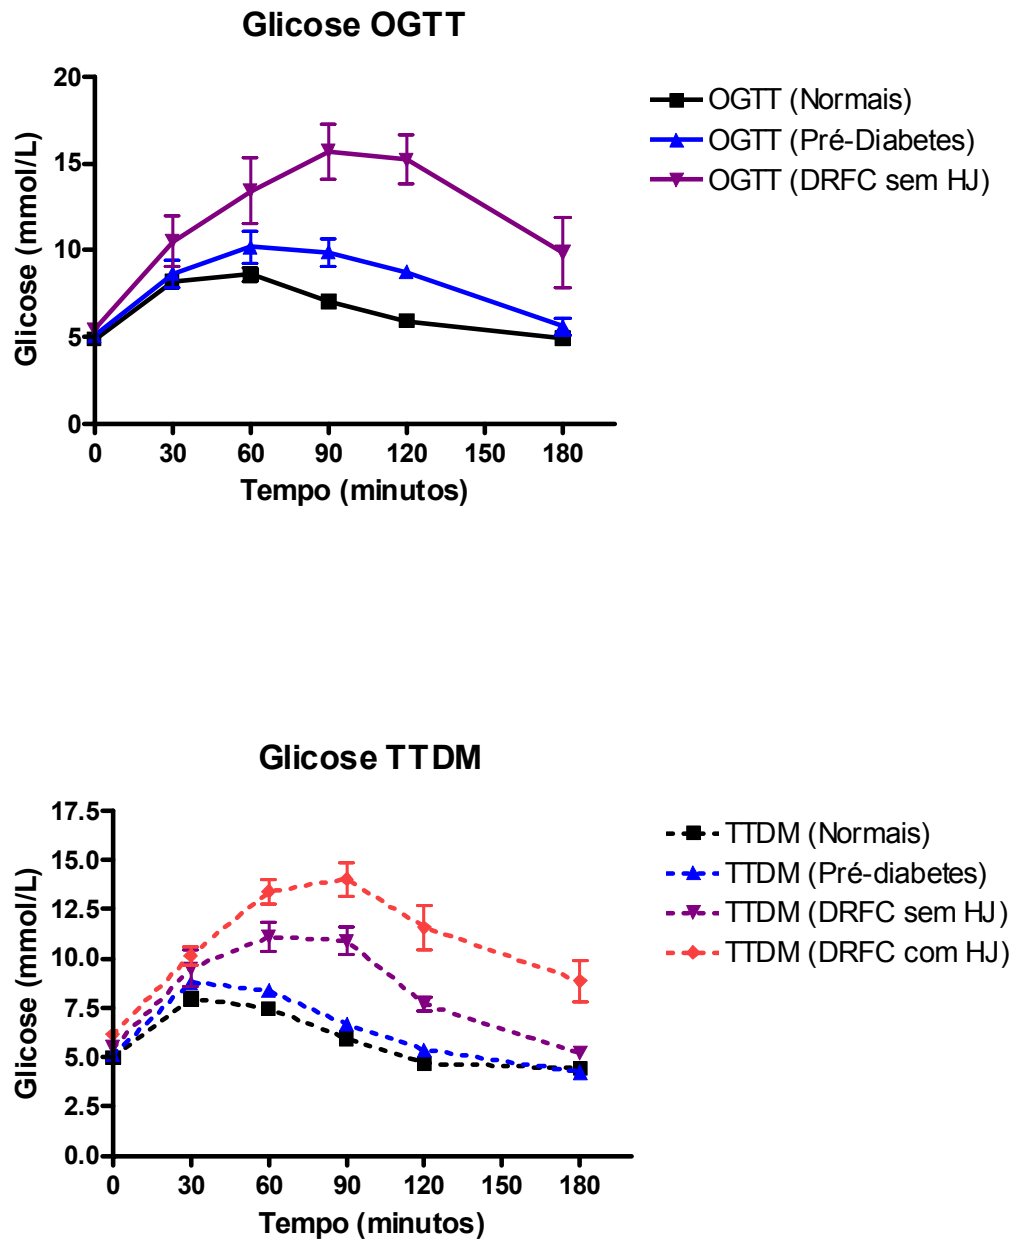 Glicose OGTT
20
15
10
5
0
Glicose (mmol/L)
0 30 60 90 120 150 180
Tempo (minutos)
OGTT (Normais)
OGTT (Pré-Diabetes)
OGTT (DRFC sem HJ)
Glicose TTDM
17.5
15.0
12.5
10.0
7.5
5.0
2.5
0.0
Glicose (mmol/L)
0 30 60 90 120 150 180
Tempo (minutos)
TTDM (Normais)
TTDM (Pré-diabetes)
TTDM (DRFC sem HJ)
TTDM (DRFC com HJ)